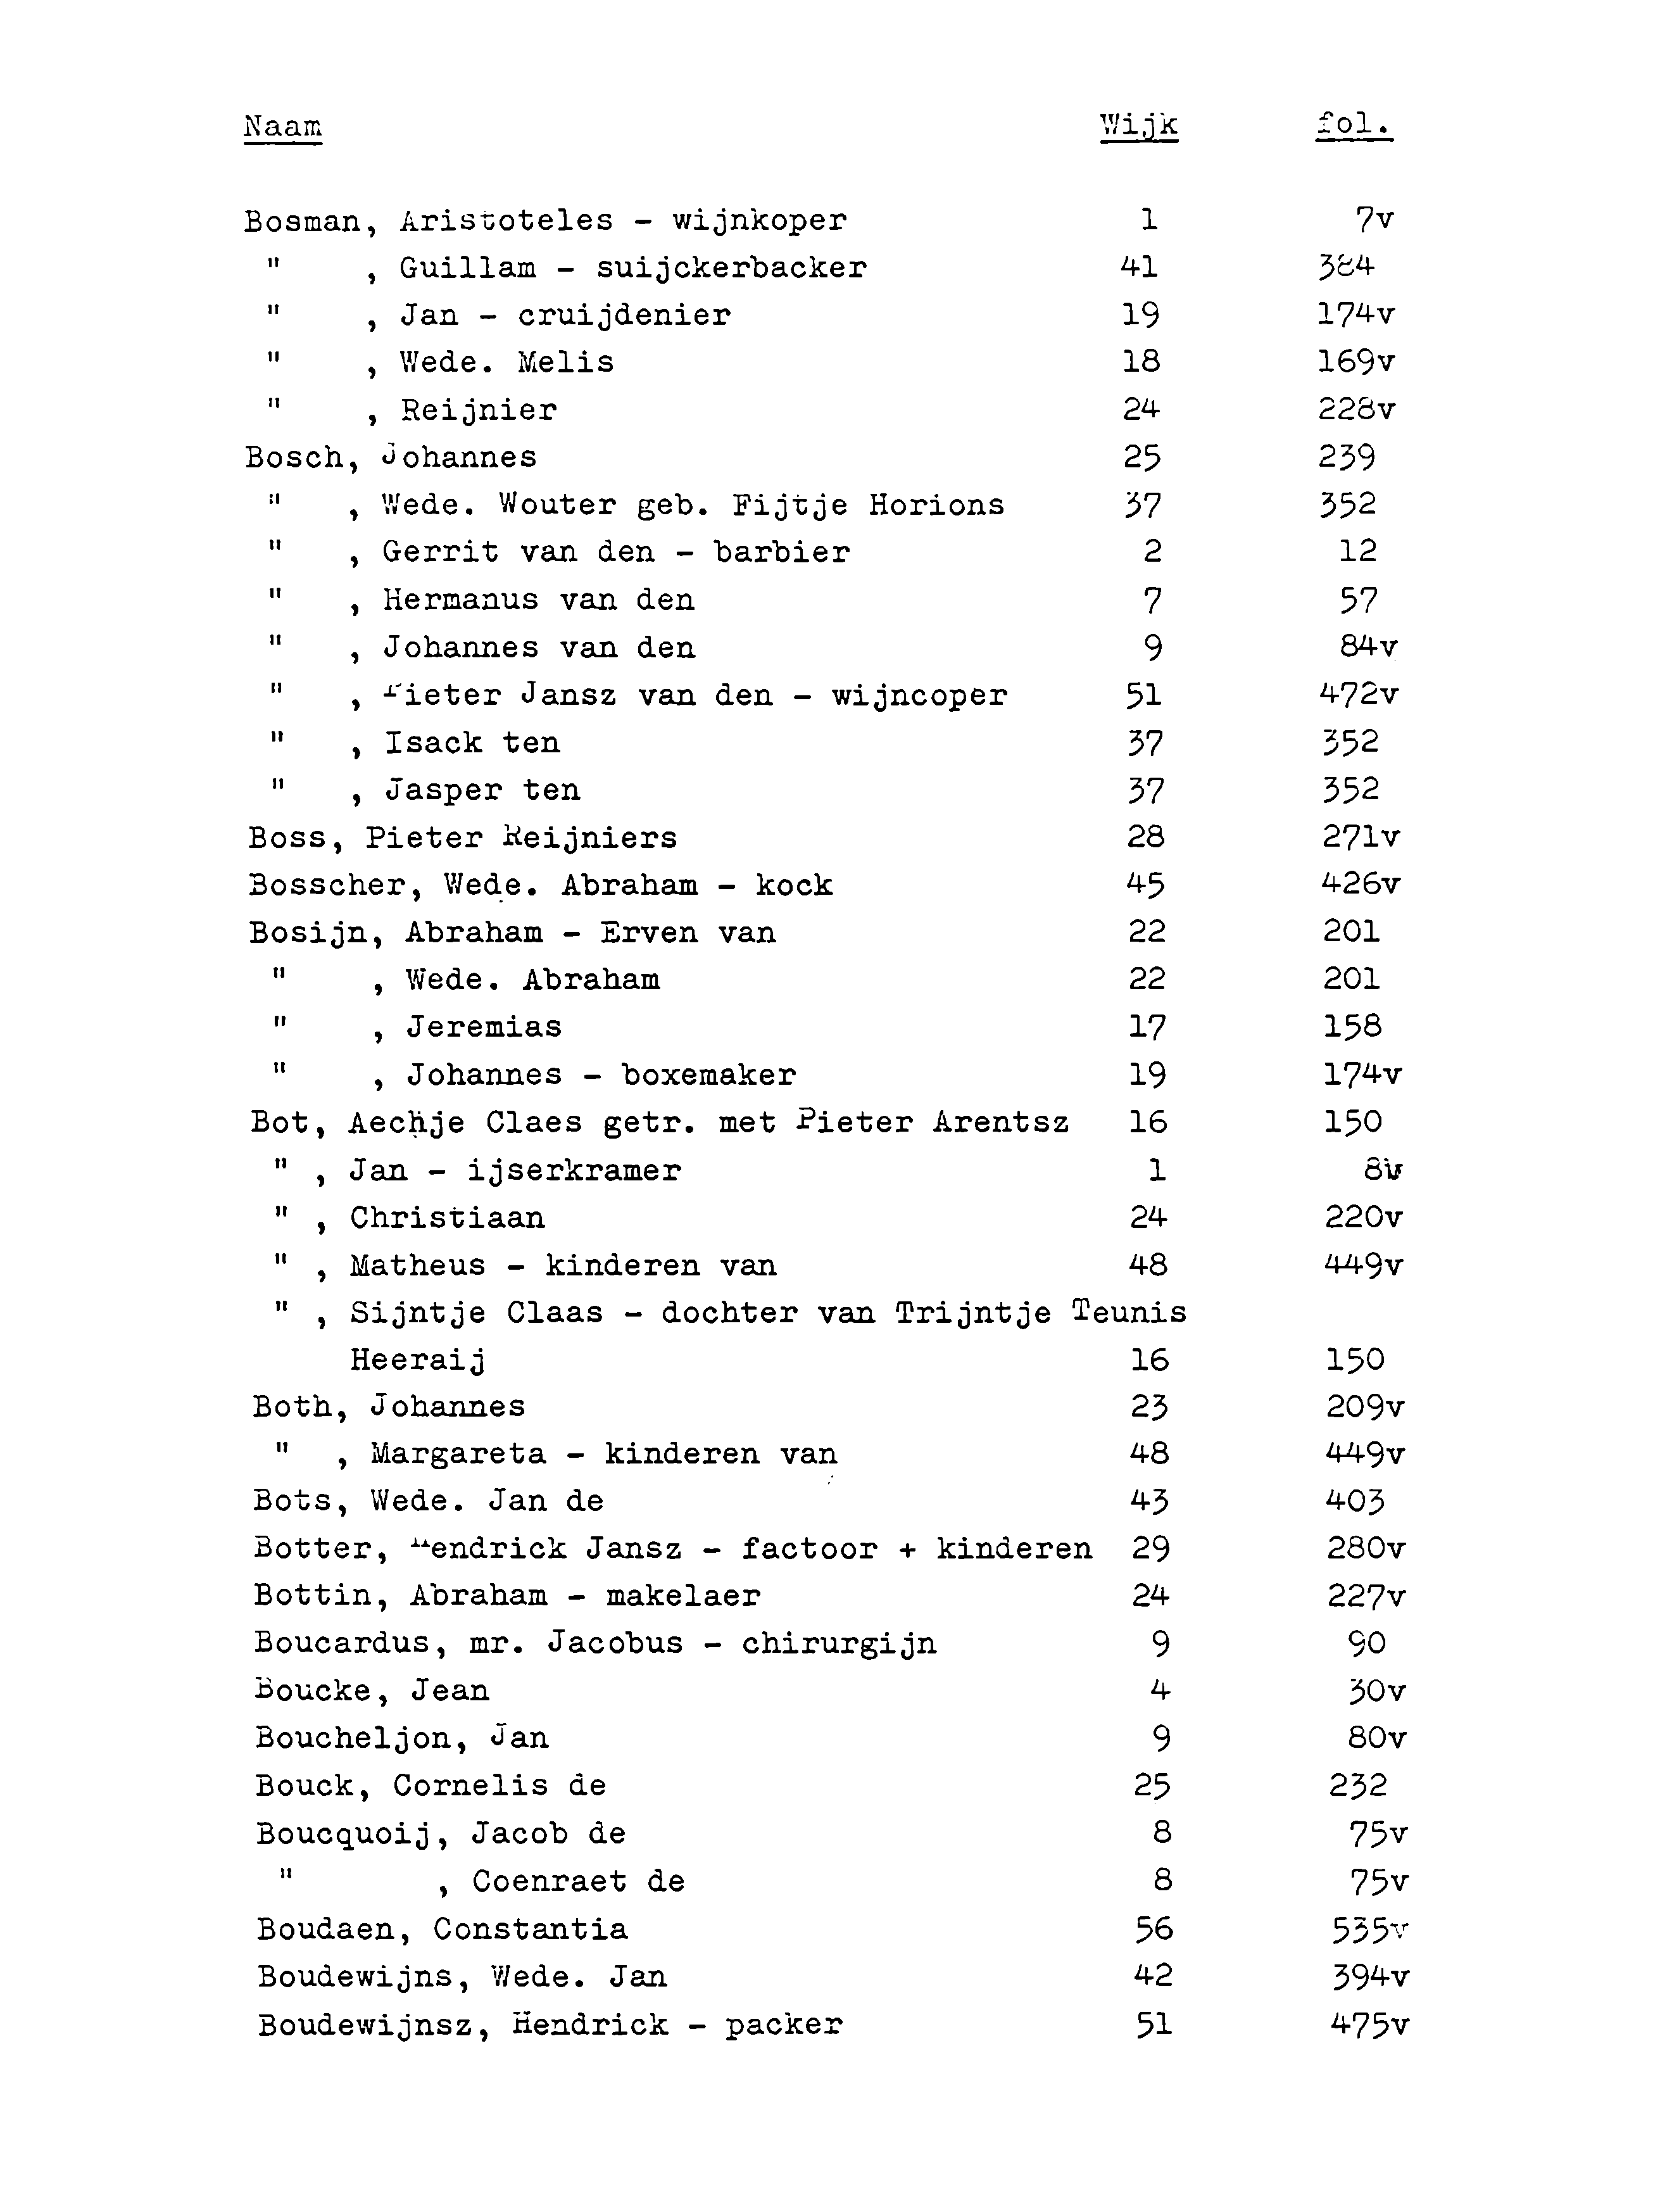 Naam Wijk fol.
Bosman, Aristoteles - wijnkoper 1 7v
" , Guillam - suijckerbacker 41 384
" , Jan - cruijdenier 19 174v
" , Wede. Melis 18 169v
" , Reijnier 24 228v
Bosch, Johannes 25 239
" , Wede. Wouter geb. Fijtje Horions 37 352
" , Gerrit van den - barbier 2 12
" , Hermanus van den 7 57
" , Johannes van den 9 84v
" , Pieter Jansz van den - wijncoper 51 472v
" , Isack ten 37 352
" , Jasper ten 37 352
Boss, Pieter Reijniers 28 271v
Bosscher, Wede. Abraham - kock 45 426v
Bosijn, Abraham - Erven van 22 201
" , Wede. Abraham 22 201
" , Jeremias 17 158
" , Johannes - boxemaker 19 174v
Bot, Aechje Claes getr. met Pieter Arentsz 16 150
" , Jan - ijserkramer 1 8v
" , Christiaan 24 220v
" , Matheus - kinderen van 48 449v
" , Sijntje Claas - dochter van Trijntje Teunis
Heeraij 16 150
Both, Johannes 23 209v
" , Margareta - kinderen van 48 449v
Bots, Wede. Jan de 43 403
Botter, Hendrick Jansz - factoor + kinderen 29 280v
Bottin, Abraham - makelaer 24 227v
Boucardus, mr. Jacobus - chirurgijn 9 90
Boucke, Jean 4 30v
Boucheljon, Jan 9 80v
Bouck, Cornelis de 25 232
Boucquoij, Jacob de 8 75v
" , Coenraet de 8 75v
Boudaen, Constantia 56 535v
Boudewijns, Wede. Jan 42 394v
Boudewijnsz, Hendrick - packer 51 475v